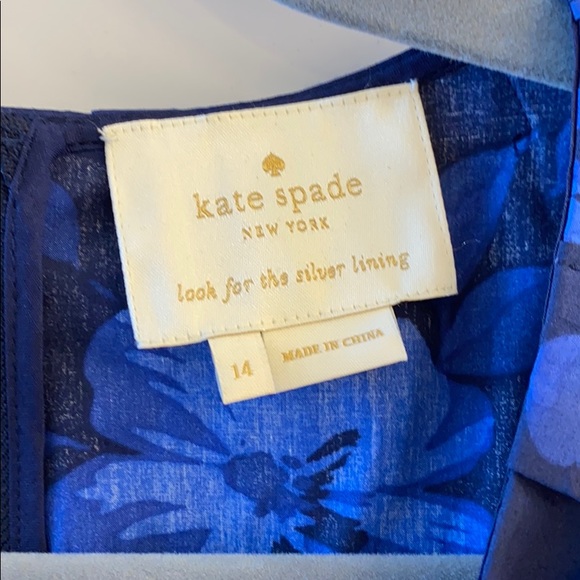 kate spade
NEW YORK
look for the silver lining
14
MADE IN CHINA